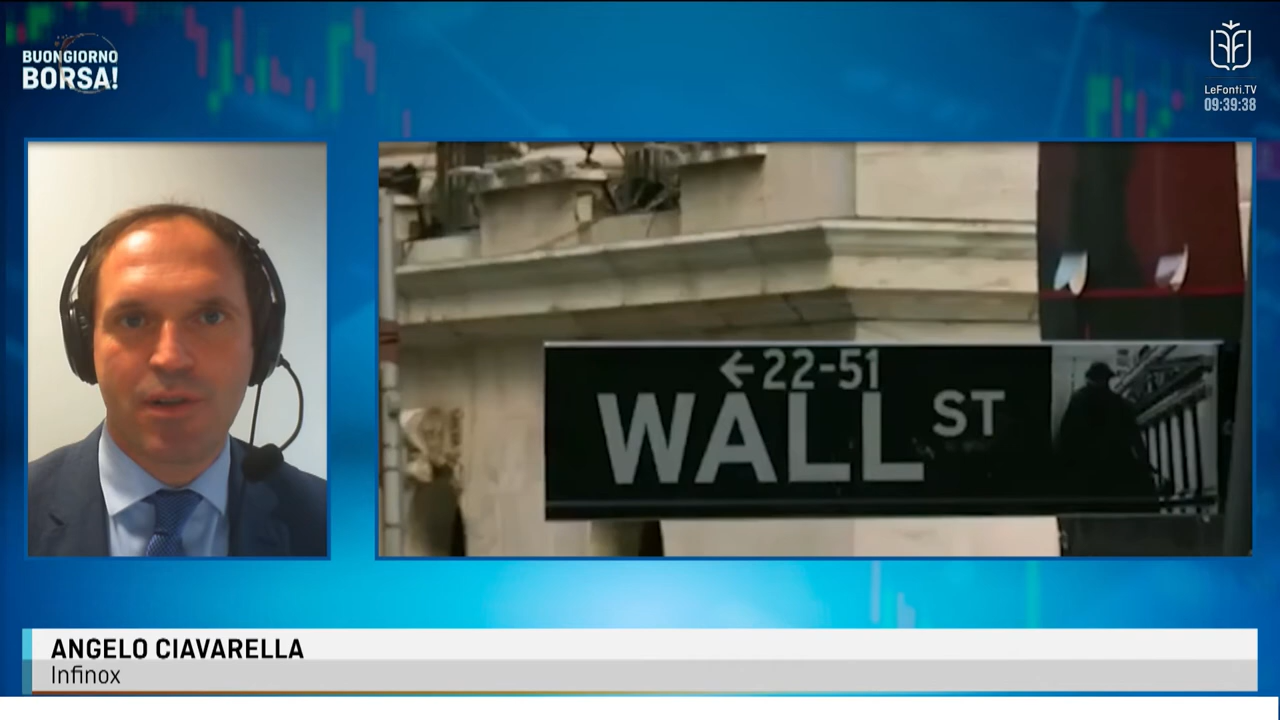 BUONGIORNO
BORSA!
LeFonti.TV
09:39:38
←22-51
WALL ST
ANGELO CIAVARELLA
Infinox